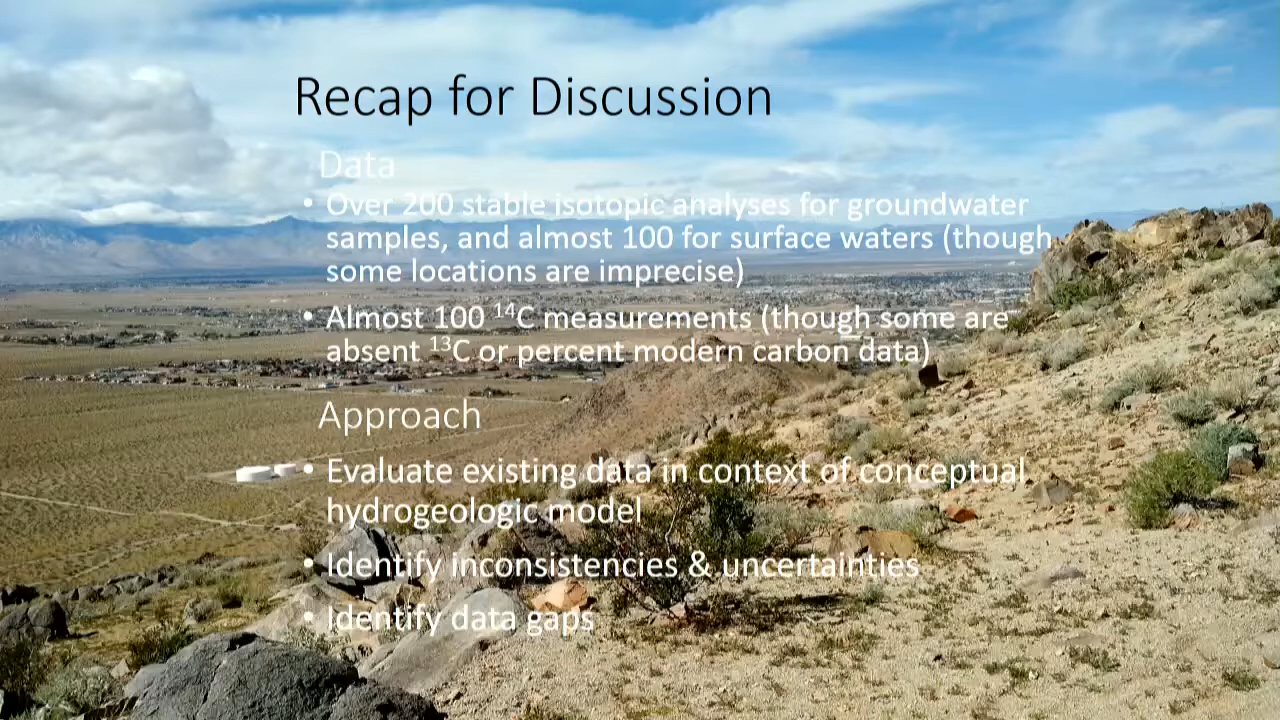 Recap for Discussion
Data
• Over 200 stable isotopic analyses for groundwater
samples, and almost 100 for surface waters (though
some locations are imprecise)
• Almost 100 ¹⁴C measurements (though some are
absent ¹³C or percent modern carbon data)
Approach
• Evaluate existing data in context of conceptual
hydrogeologic model
• Identify inconsistencies & uncertainties
• Identify data gaps